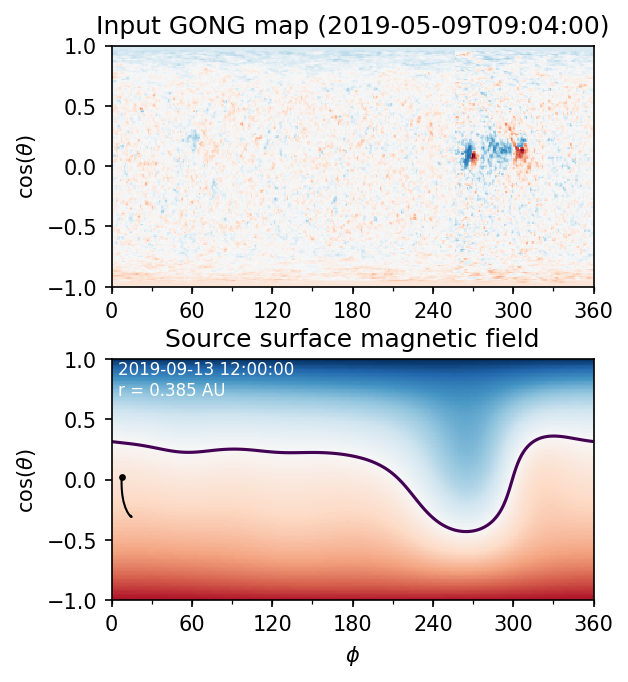 Input GONG map (2019-05-09T09:04:00)
1.0
0.5
0.0
−0.5
−1.0
cos(θ)
0 60 120 180 240 300 360
Source surface magnetic field
2019-09-13 12:00:00
r = 0.385 AU
1.0
0.5
0.0
−0.5
−1.0
cos(θ)
0 60 120 180 240 300 360
ϕ